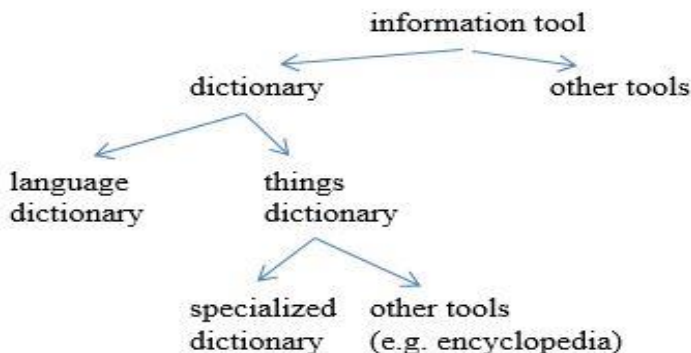 information tool
dictionary other tools
language things
dictionary dictionary
specialized other tools
dictionary (e.g. encyclopedia)